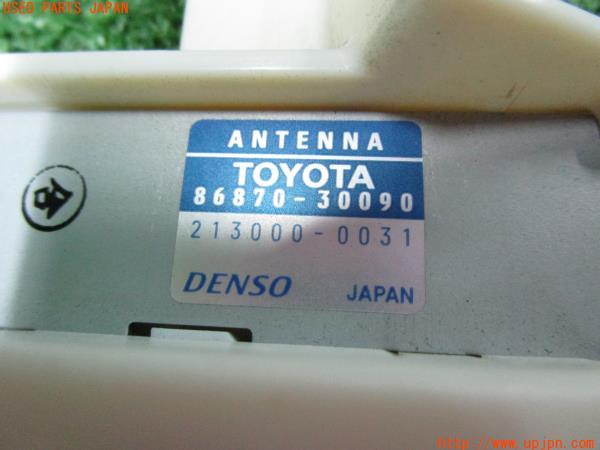 USED PARTS JAPAN
ANTENNA
TOYOTA
86870-30090
213000-0031
DENSO JAPAN
http://www.upjpn.com